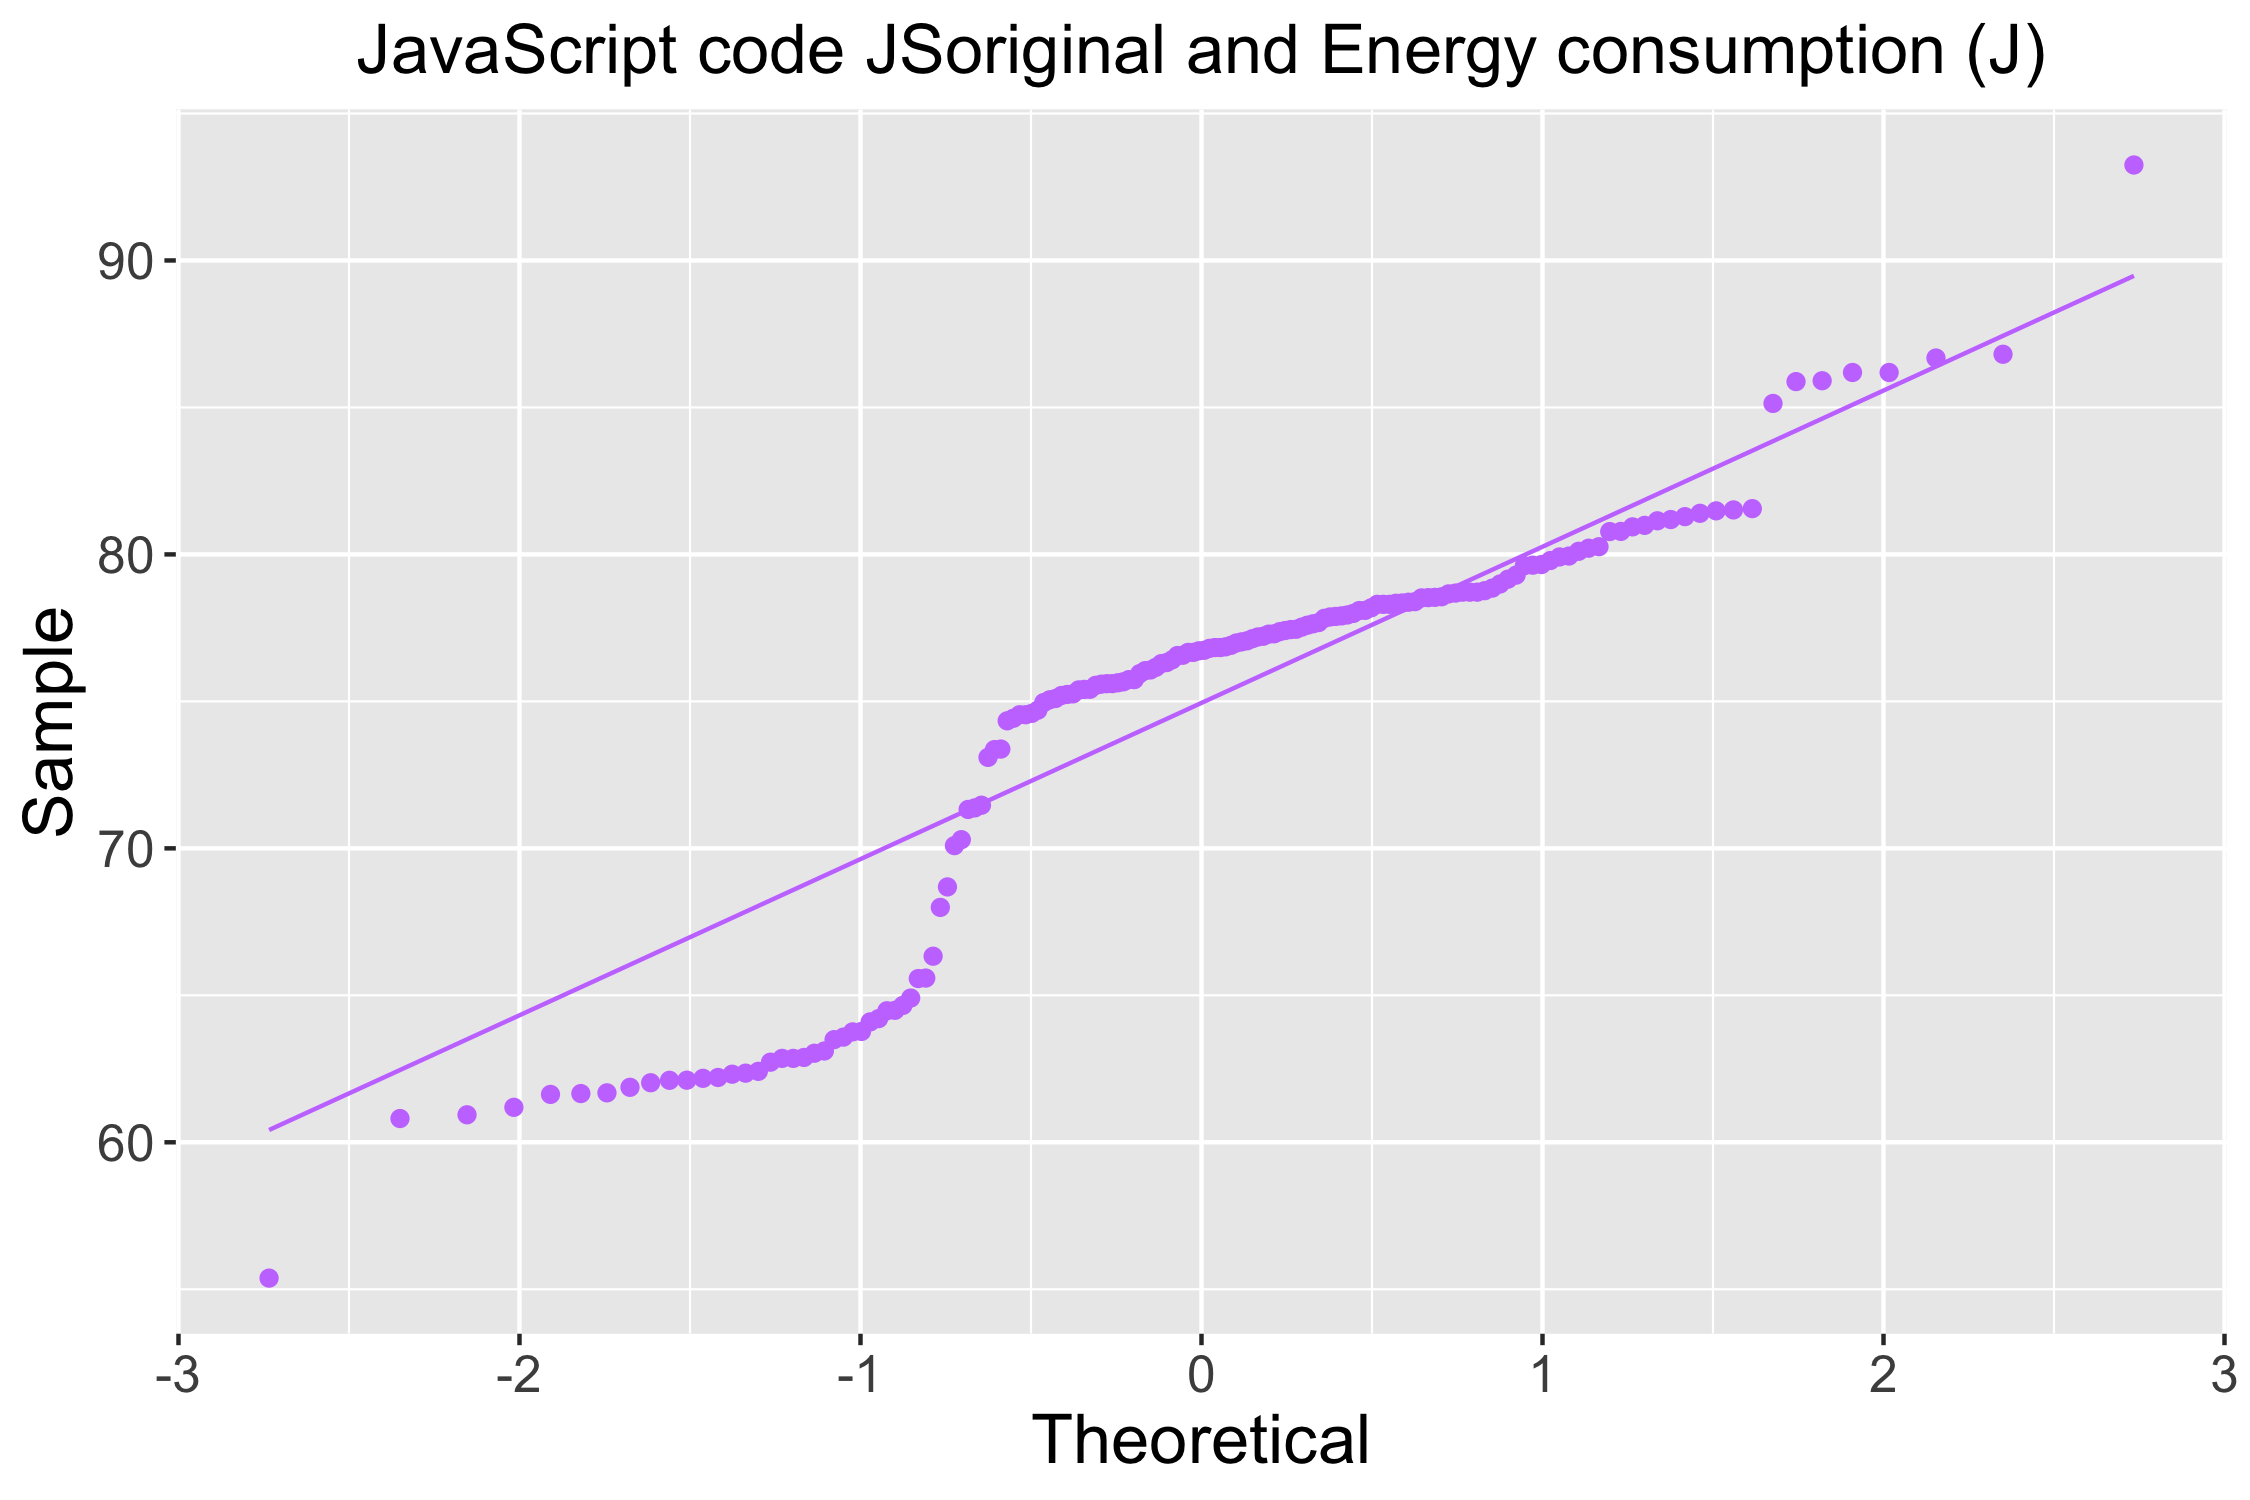 JavaScript code JSoriginal and Energy consumption (J)
90
80
70
60
Sample
-3 -2 -1 0 1 2 3
Theoretical